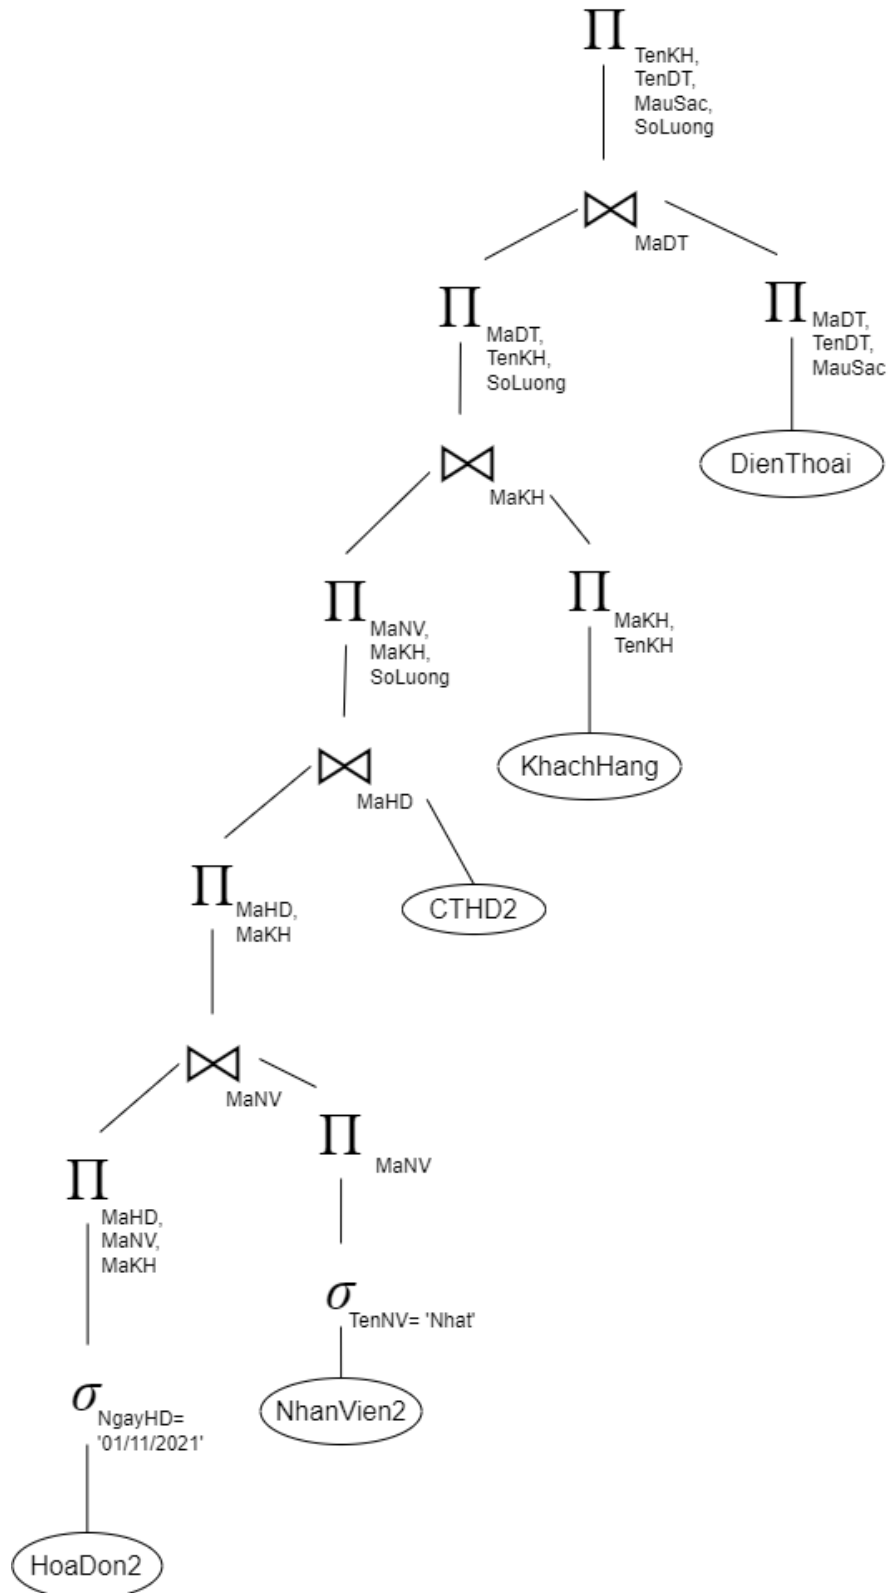 Π
TenKH,
TenDT,
MauSac,
SoLuong
⋈
MaDT
Π
MaDT,
TenKH,
SoLuong
Π
MaDT,
TenDT,
MauSac
DienThoai
⋈
MaKH
Π
MaNV,
MaKH,
SoLuong
Π
MaKH,
TenKH
KhachHang
⋈
MaHD
Π
MaHD,
MaKH
CTHD2
⋈
MaNV
Π
MaNV
Π
MaHD,
MaNV,
MaKH
σ
TenNV= 'Nhat'
NhanVien2
σ
NgayHD=
'01/11/2021'
HoaDon2